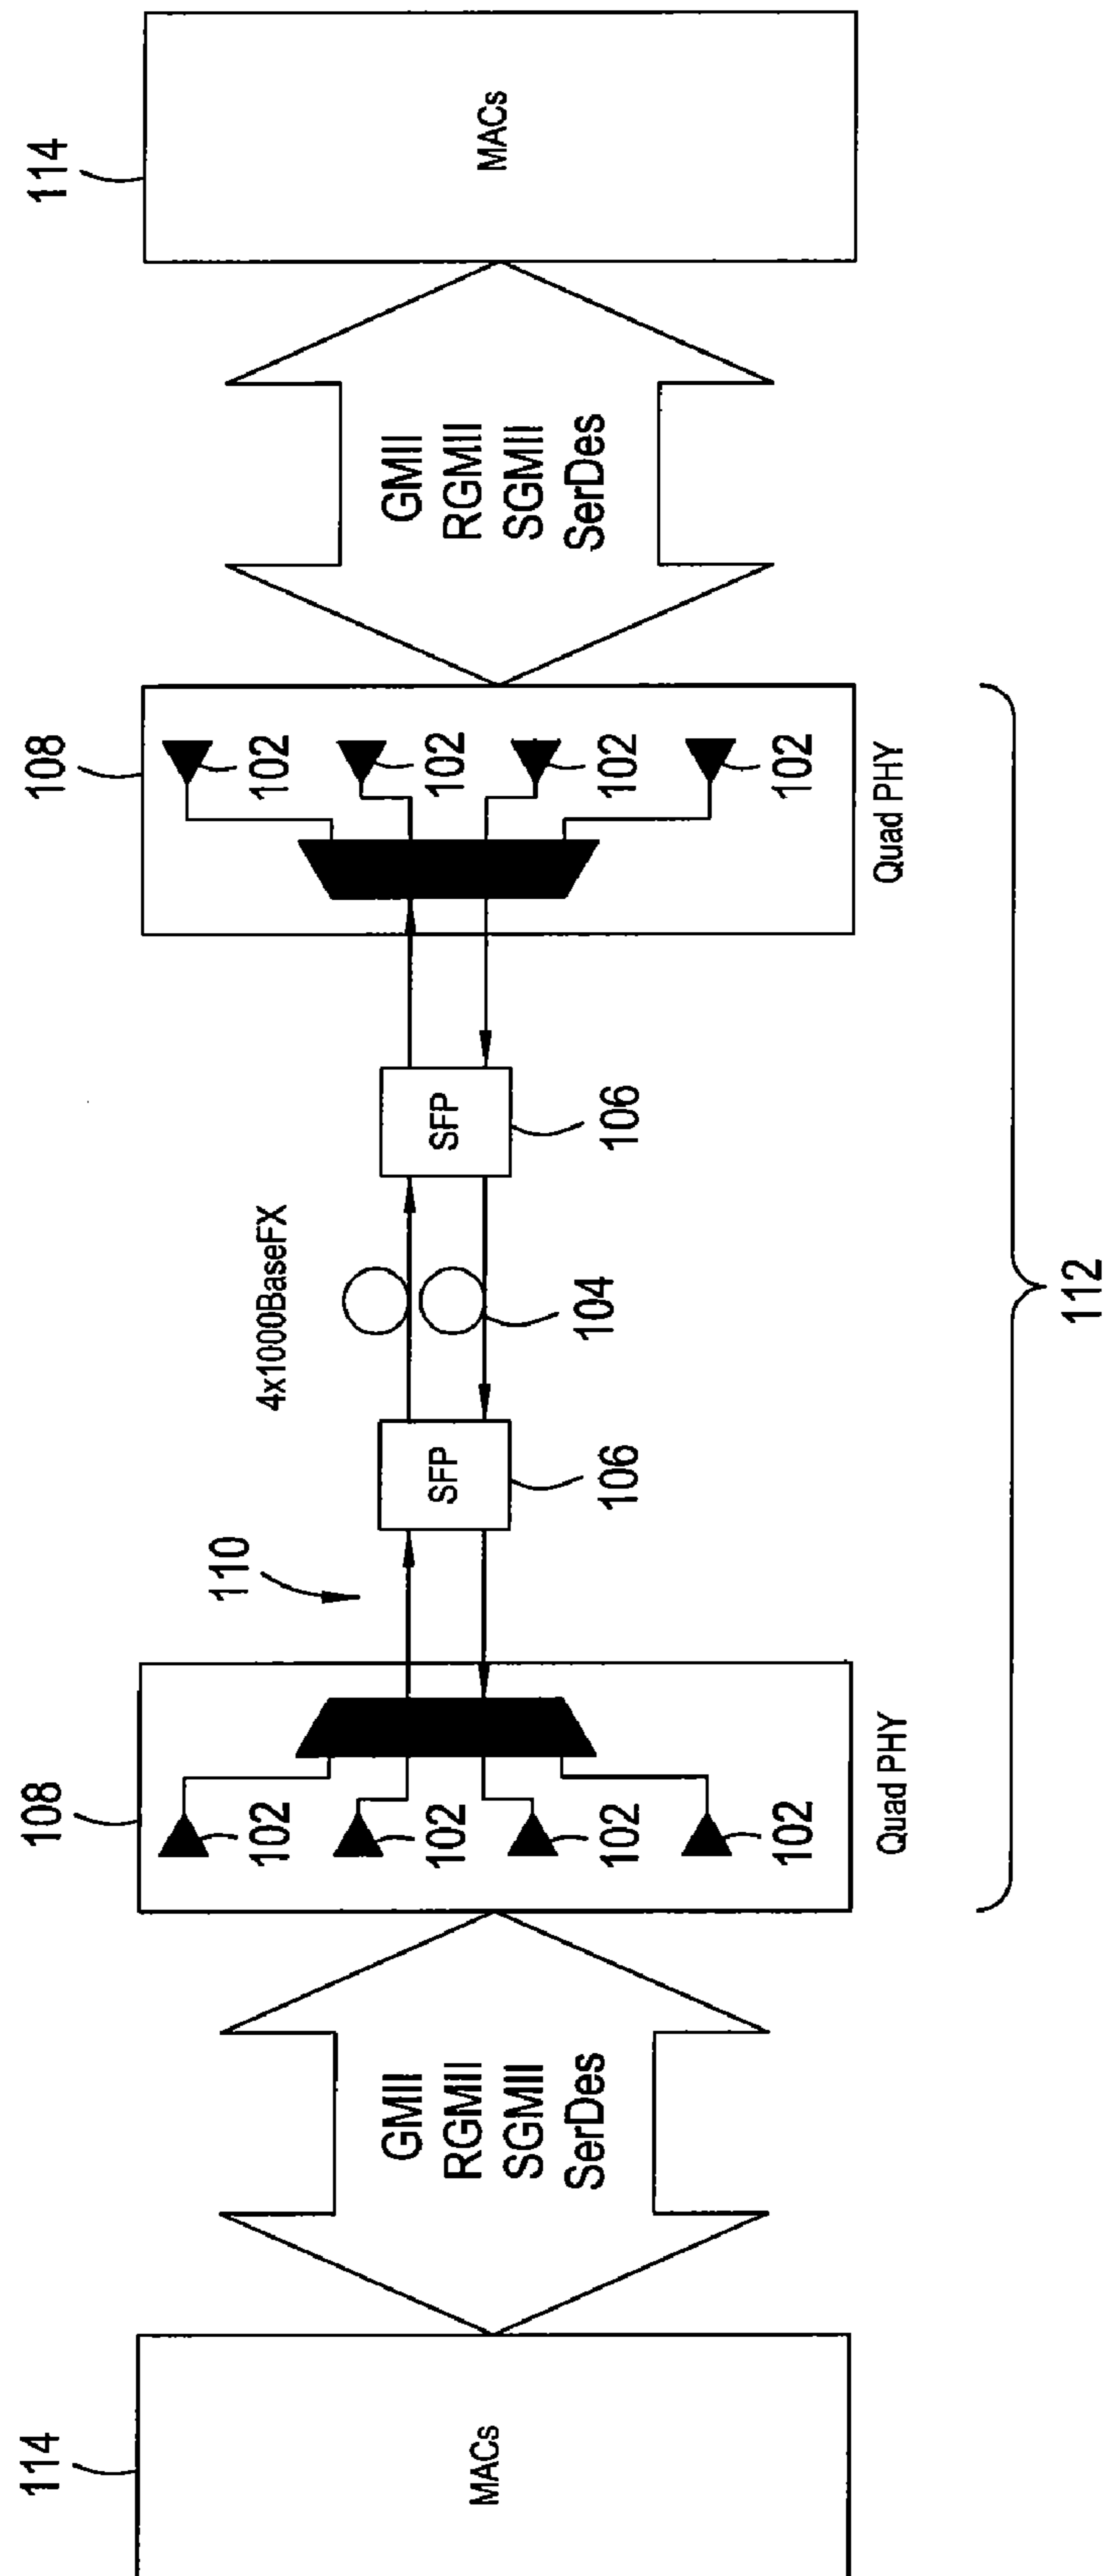 114
108
110
4x1000BaseFX
108
114
MACs
GMII
RGMII
SGMII
SerDes
102
102
102
102
SFP
106
104
SFP
106
102
102
102
102
GMII
RGMII
SGMII
SerDes
MACs
Quad PHY
Quad PHY
112